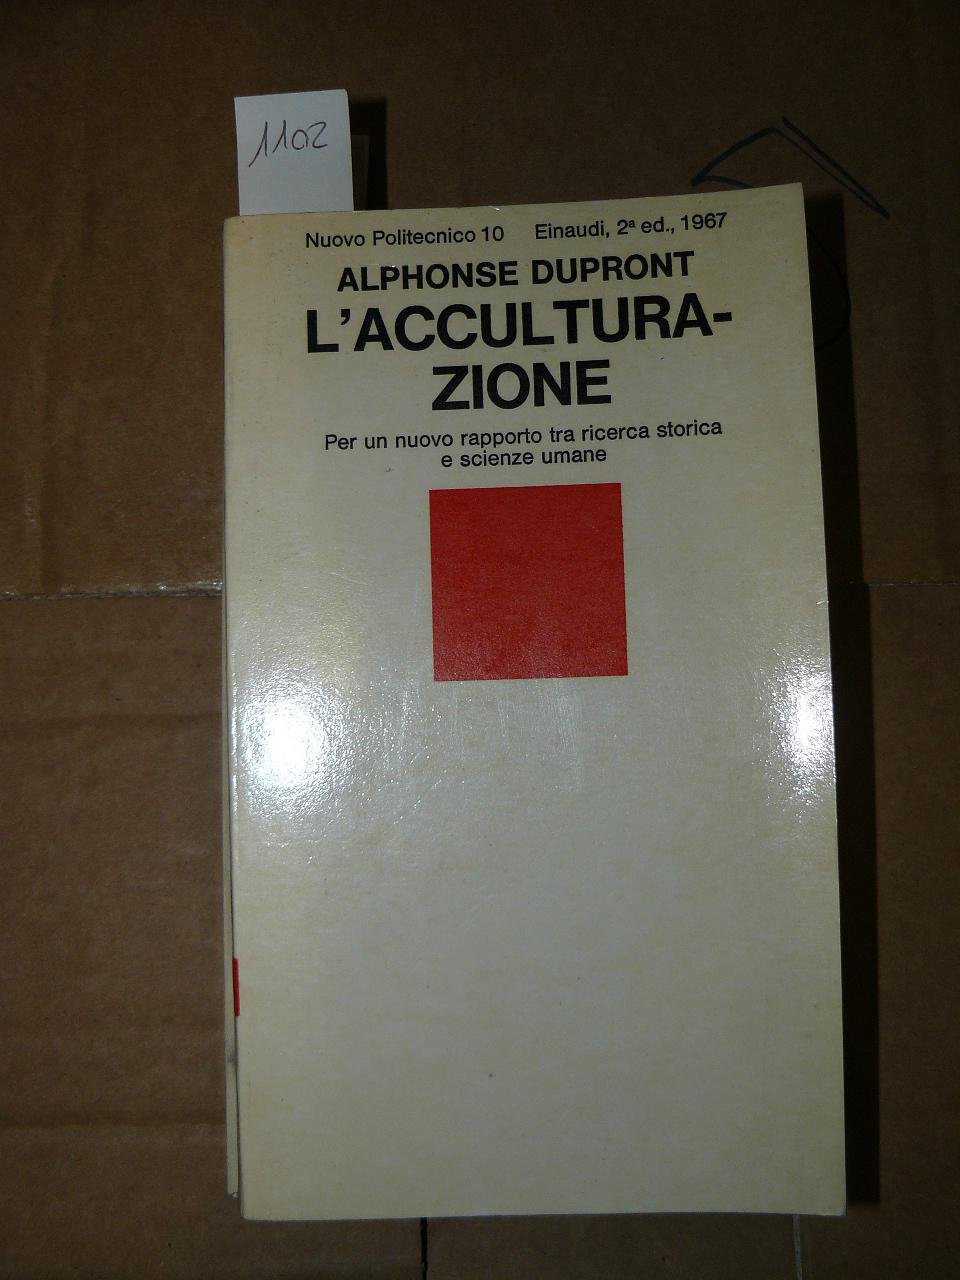 1102
Nuovo Politecnico 10 Einaudi, 2ª ed., 1967
ALPHONSE DUPRONT
L'ACCULTURA-
ZIONE
Per un nuovo rapporto tra ricerca storica
e scienze umane